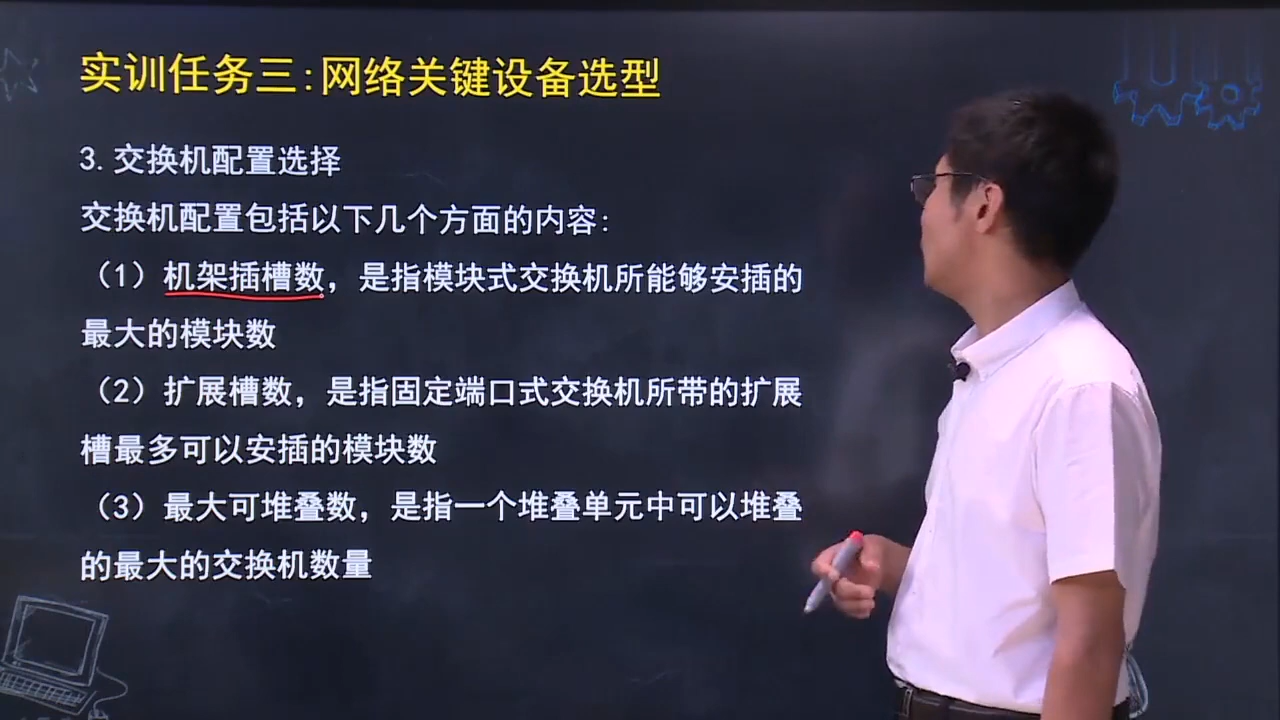 实训任务三:网络关键设备选型
3.交换机配置选择
交换机配置包括以下几个方面的内容:
（1）机架插槽数，是指模块式交换机所能够安插的
最大的模块数
（2）扩展槽数，是指固定端口式交换机所带的扩展
槽最多可以安插的模块数
（3）最大可堆叠数，是指一个堆叠单元中可以堆叠
的最大的交换机数量